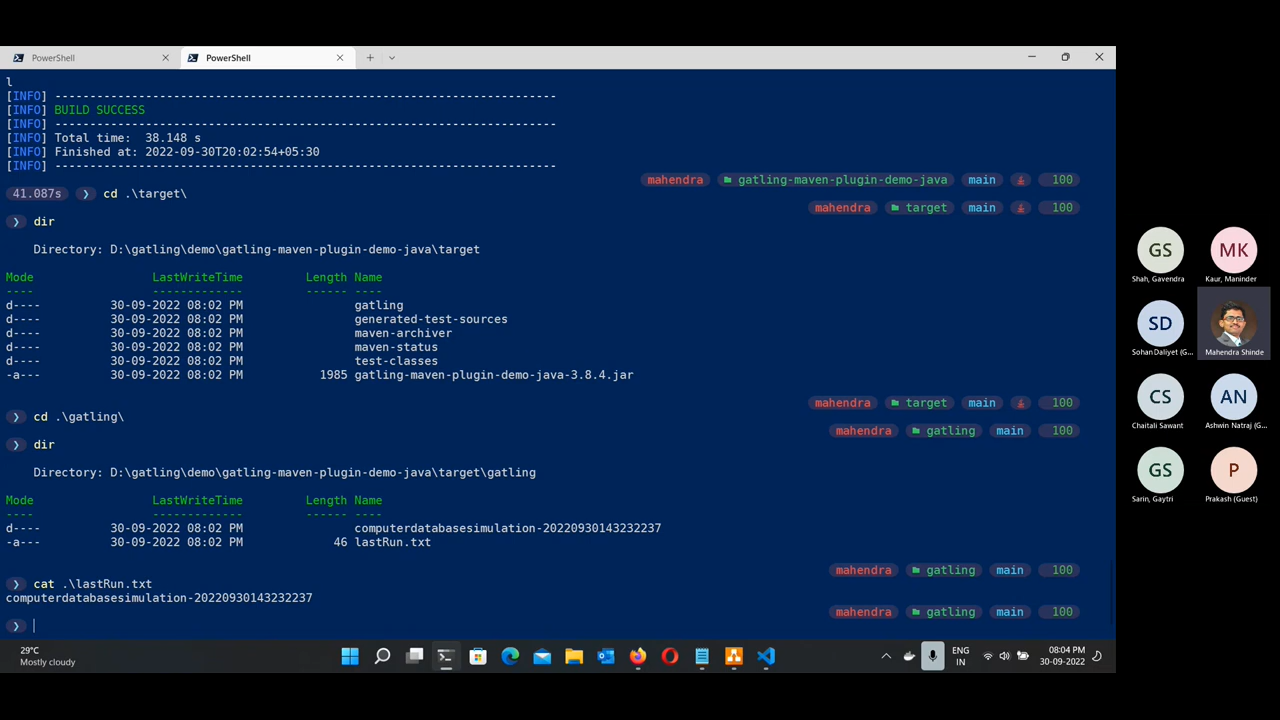 PowerShell
PowerShell
l
[INFO] ------------------------------------------------------------------------
[INFO] BUILD SUCCESS
[INFO] ------------------------------------------------------------------------
[INFO] Total time:  38.148 s
[INFO] Finished at: 2022-09-30T20:02:54+05:30
[INFO] ------------------------------------------------------------------------
mahendra gatling-maven-plugin-demo-java main 100
41.087s ❯ cd .\target\
mahendra target main 100
❯ dir
Directory: D:\gatling\demo\gatling-maven-plugin-demo-java\target
Mode LastWriteTime Length Name
---- ------------- ------ ----
d---- 30-09-2022 08:02 PM gatling
d---- 30-09-2022 08:02 PM generated-test-sources
d---- 30-09-2022 08:02 PM maven-archiver
d---- 30-09-2022 08:02 PM maven-status
d---- 30-09-2022 08:02 PM test-classes
-a--- 30-09-2022 08:02 PM 1985 gatling-maven-plugin-demo-java-3.8.4.jar
mahendra target main 100
❯ cd .\gatling\
mahendra gatling main 100
❯ dir
Directory: D:\gatling\demo\gatling-maven-plugin-demo-java\target\gatling
Mode LastWriteTime Length Name
---- ------------- ------ ----
d---- 30-09-2022 08:02 PM computerdatabasesimulation-20220930143232237
-a--- 30-09-2022 08:02 PM 46 lastRun.txt
mahendra gatling main 100
❯ cat .\lastRun.txt
computerdatabasesimulation-20220930143232237
mahendra gatling main 100
❯
29°C
Mostly cloudy
ENG
IN
08:04 PM
30-09-2022
GS
Shah, Gavendra
MK
Kaur, Maninder
SD
Sohan Daliyet (G...
Mahendra Shinde
CS
Chaitali Sawant
AN
Ashwin Natraj (G...
GS
Sarin, Gaytri
P
Prakash (Guest)